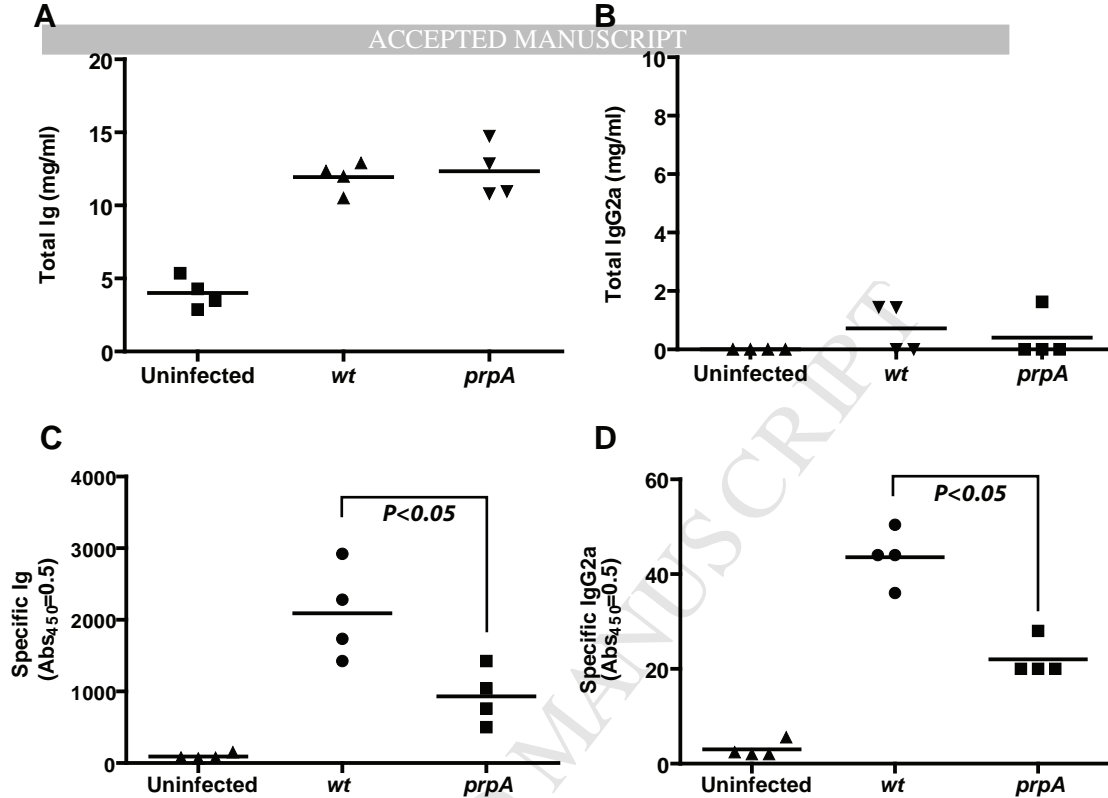 A
B
ACCEPTED MANUSCRIPT
Total Ig (mg/ml)
20
15
10
5
0
Uninfected wt prpA
Total IgG2a (mg/ml)
10
8
6
4
2
0
Uninfected wt prpA
C
Specific Ig
(Abs450=0.5)
4000
3000
2000
1000
0
P<0.05
Uninfected wt prpA
D
Specific IgG2a
(Abs450=0.5)
60
40
20
0
P<0.05
Uninfected wt prpA
MANUSCRIPT